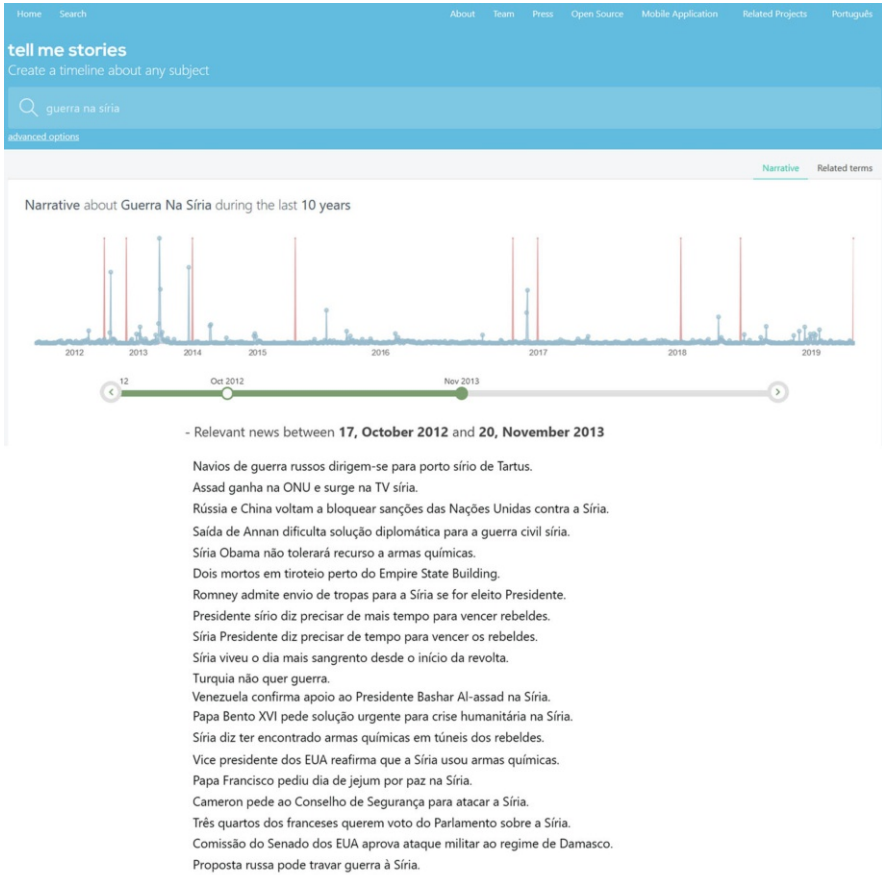 Home Search About Team Press Open Source Mobile Application Related Projects Português
tell me stories
Create a timeline about any subject
guerra na síria
advanced options
Narrative Related terms
Narrative about Guerra Na Síria during the last 10 years
2012 2013 2014 2015 2016 2017 2018 2019
12 Oct 2012 Nov 2013
- Relevant news between 17, October 2012 and 20, November 2013
Navios de guerra russos dirigem-se para porto sírio de Tartus.
Assad ganha na ONU e surge na TV síria.
Rússia e China voltam a bloquear sanções das Nações Unidas contra a Síria.
Saída de Annan dificulta solução diplomática para a guerra civil síria.
Síria Obama não tolerará recurso a armas químicas.
Dois mortos em tiroteio perto do Empire State Building.
Romney admite envio de tropas para a Síria se for eleito Presidente.
Presidente sírio diz precisar de mais tempo para vencer rebeldes.
Síria Presidente diz precisar de tempo para vencer os rebeldes.
Síria viveu o dia mais sangrento desde o início da revolta.
Turquia não quer guerra.
Venezuela confirma apoio ao Presidente Bashar Al-assad na Síria.
Papa Bento XVI pede solução urgente para crise humanitária na Síria.
Síria diz ter encontrado armas químicas em túneis dos rebeldes.
Vice presidente dos EUA reafirma que a Síria usou armas químicas.
Papa Francisco pediu dia de jejum por paz na Síria.
Cameron pede ao Conselho de Segurança para atacar a Síria.
Três quartos dos franceses querem voto do Parlamento sobre a Síria.
Comissão do Senado dos EUA aprova ataque militar ao regime de Damasco.
Proposta russa pode travar guerra à Síria.